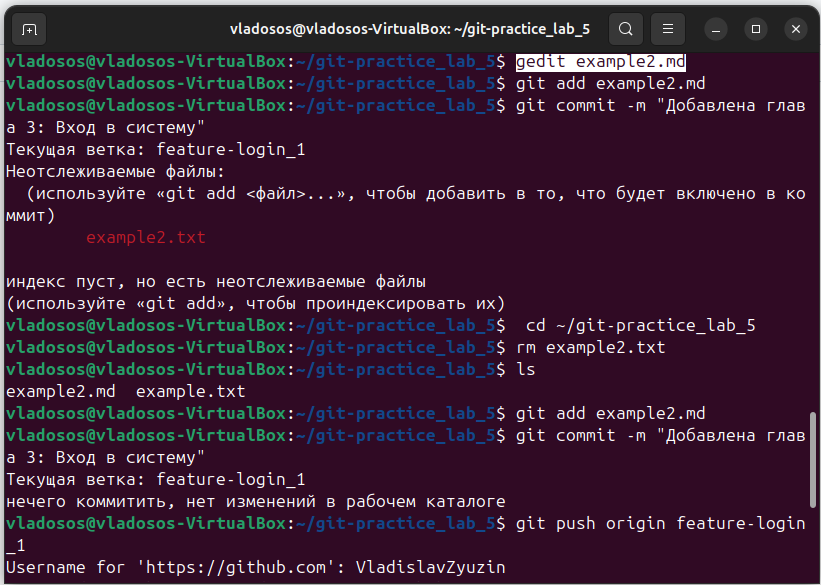 vladosos@vladosos-VirtualBox: ~/git-practice_lab_5
vladosos@vladosos-VirtualBox:~/git-practice_lab_5$ gedit example2.md
vladosos@vladosos-VirtualBox:~/git-practice_lab_5$ git add example2.md
vladosos@vladosos-VirtualBox:~/git-practice_lab_5$ git commit -m "Добавлена глав
а 3: Вход в систему"
Текущая ветка: feature-login_1
Неотслеживаемые файлы:
  (используйте «git add <файл>...», чтобы добавить в то, что будет включено в ко
ммит)
        example2.txt
индекс пуст, но есть неотслеживаемые файлы
(используйте «git add», чтобы проиндексировать их)
vladosos@vladosos-VirtualBox:~/git-practice_lab_5$  cd ~/git-practice_lab_5
vladosos@vladosos-VirtualBox:~/git-practice_lab_5$ rm example2.txt
vladosos@vladosos-VirtualBox:~/git-practice_lab_5$ ls
example2.md  example.txt
vladosos@vladosos-VirtualBox:~/git-practice_lab_5$ git add example2.md
vladosos@vladosos-VirtualBox:~/git-practice_lab_5$ git commit -m "Добавлена глав
а 3: Вход в систему"
Текущая ветка: feature-login_1
нечего коммитить, нет изменений в рабочем каталоге
vladosos@vladosos-VirtualBox:~/git-practice_lab_5$ git push origin feature-login
_1
Username for 'https://github.com': VladislavZyuzin